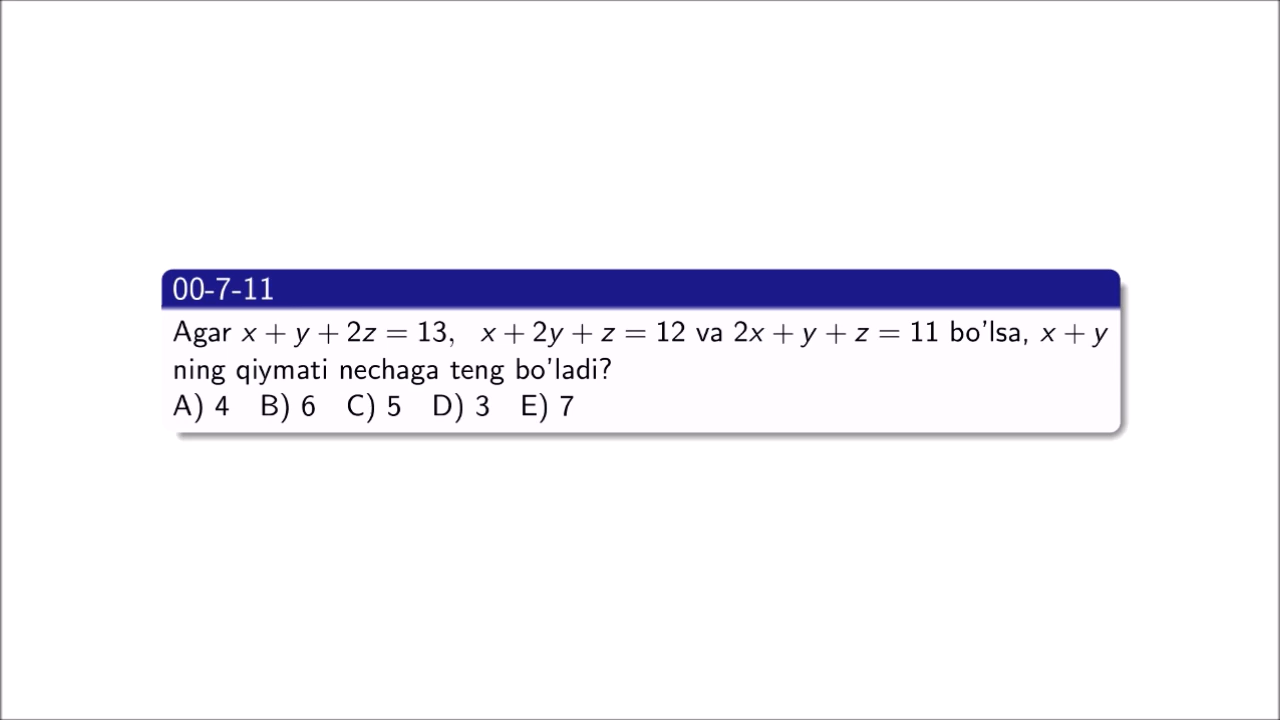 00-7-11
Agar x + y + 2z = 13, x + 2y + z = 12 va 2x + y + z = 11 bo'lsa, x + y
ning qiymati nechaga teng bo'ladi?
A) 4 B) 6 C) 5 D) 3 E) 7